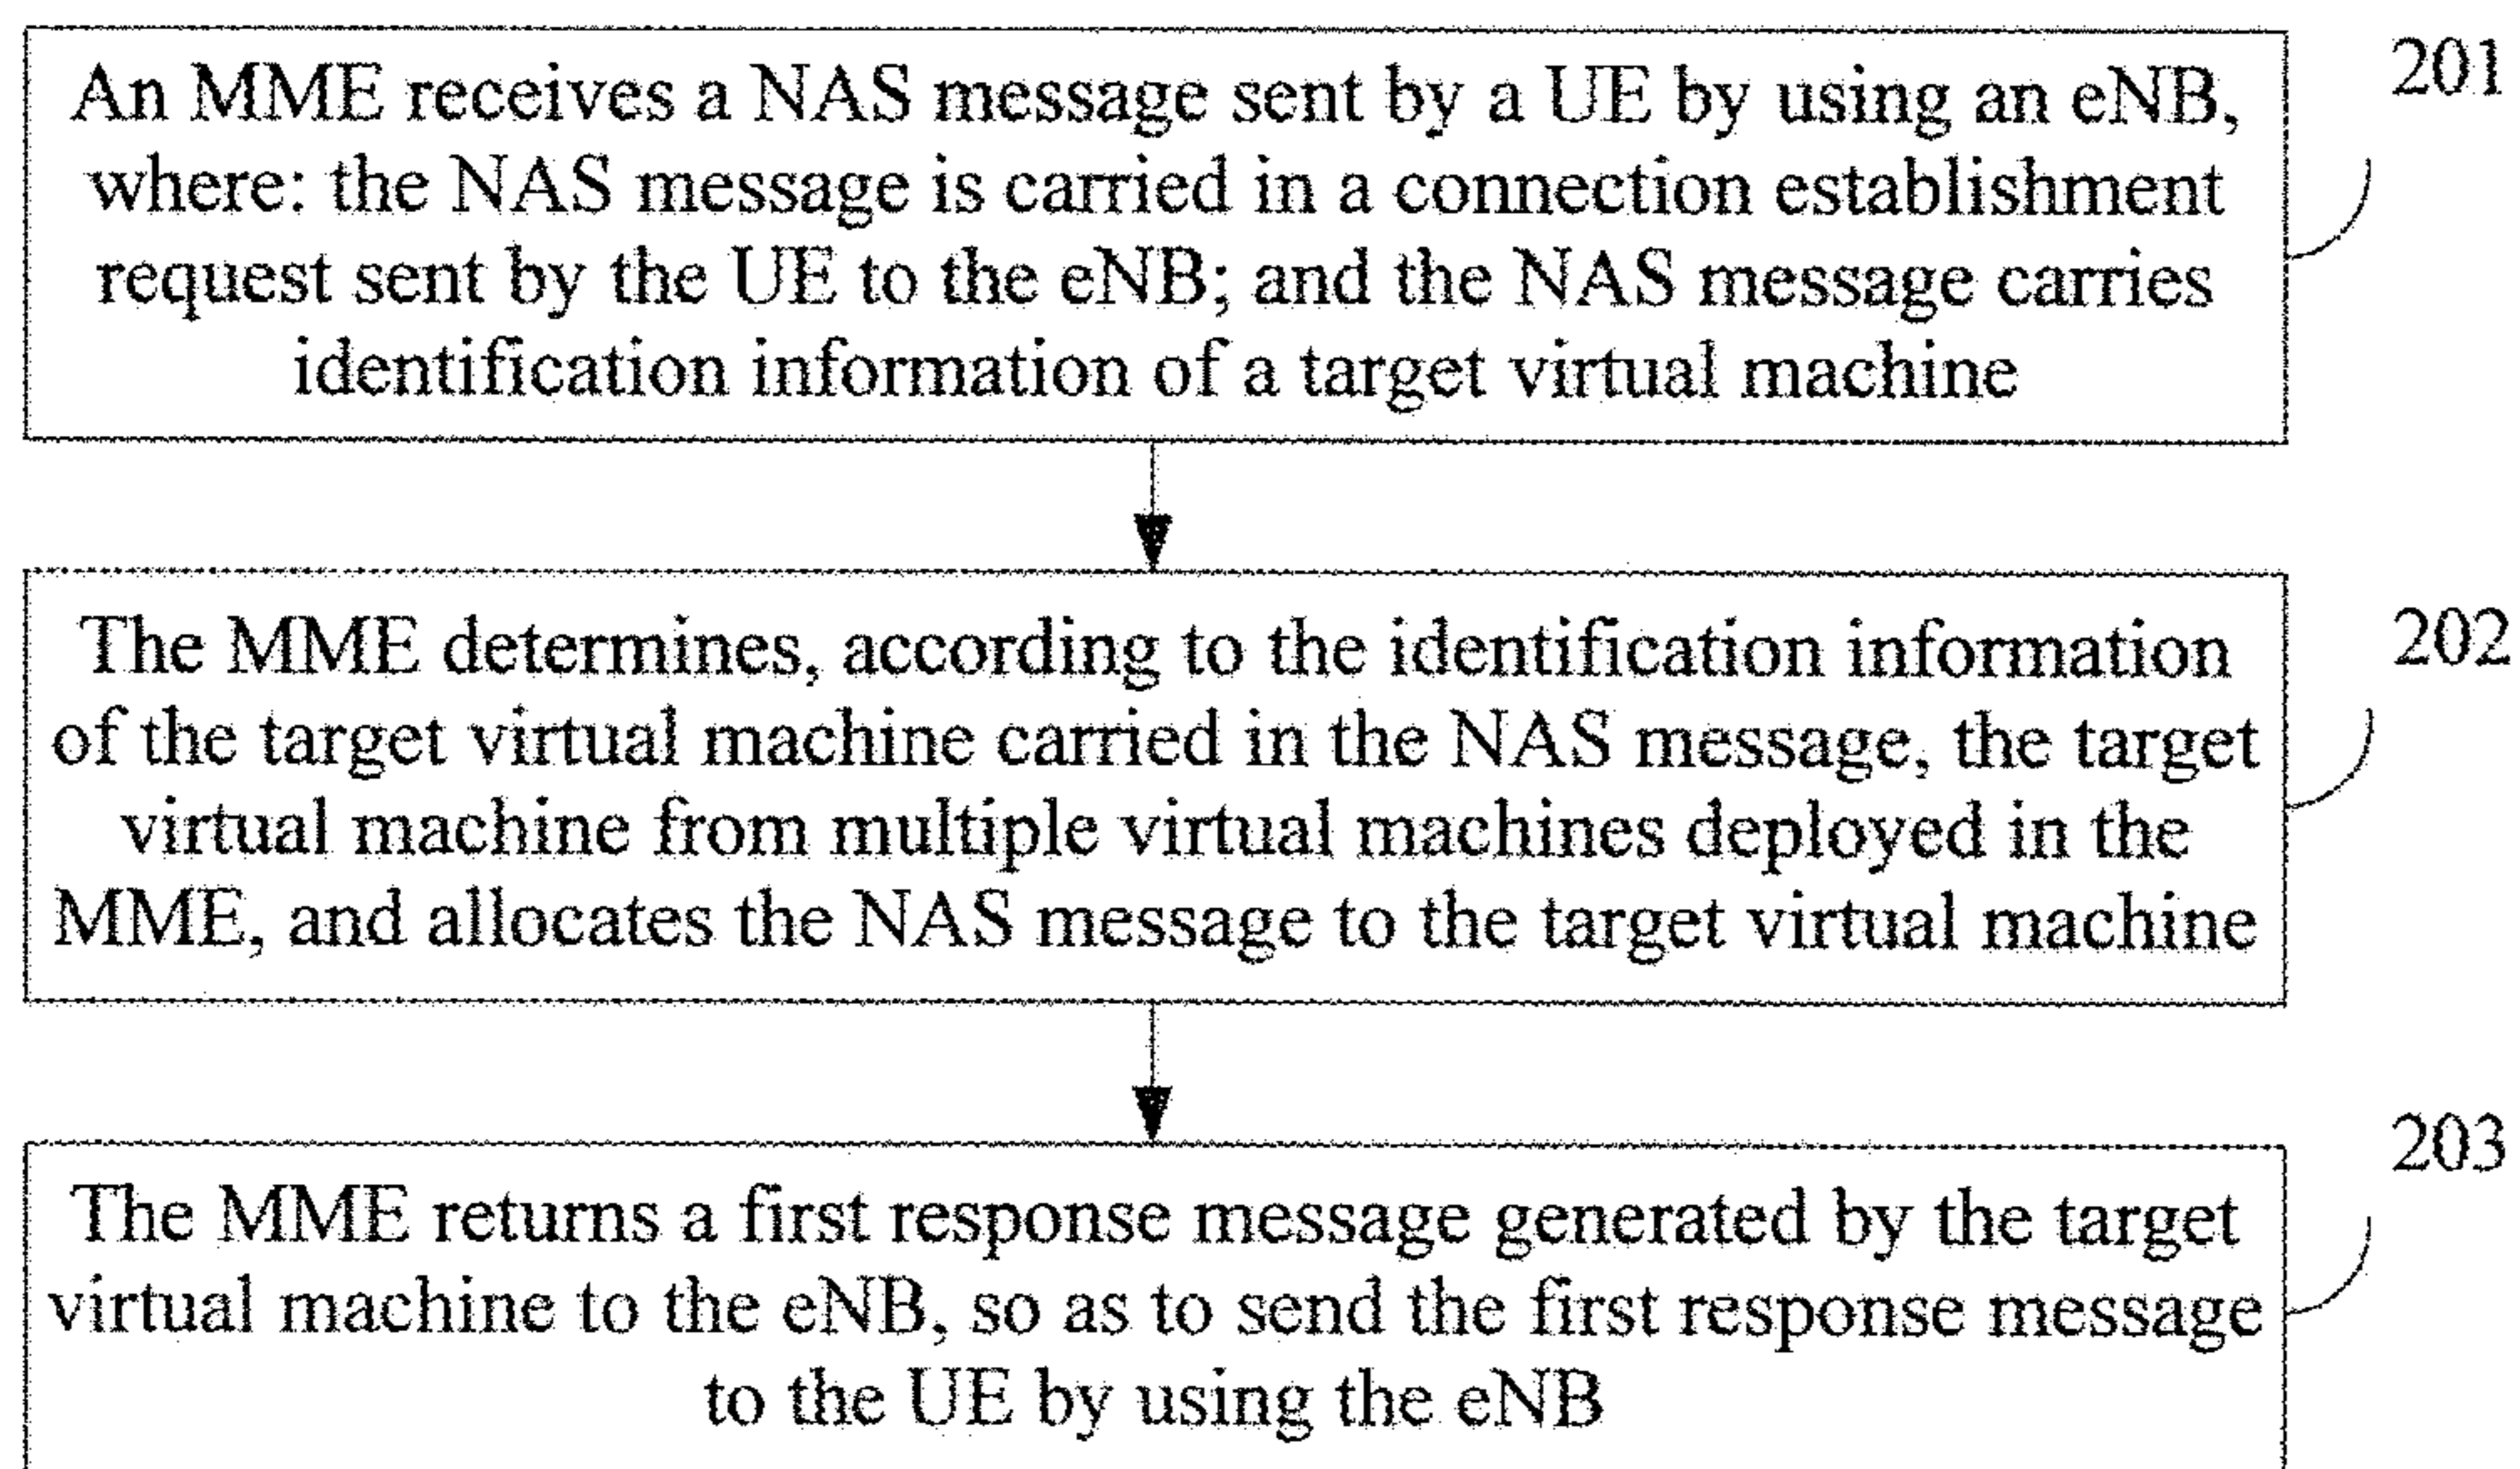 An MME receives a NAS message sent by a UE by using an eNB,
where: the NAS message is carried in a connection establishment
request sent by the UE to the eNB; and the NAS message carries
identification information of a target virtual machine
201
The MME determines, according to the identification information
of the target virtual machine carried in the NAS message, the target
virtual machine from multiple virtual machines deployed in the
MME, and allocates the NAS message to the target virtual machine
202
The MME returns a first response message generated by the target
virtual machine to the eNB, so as to send the first response message
to the UE by using the eNB
203